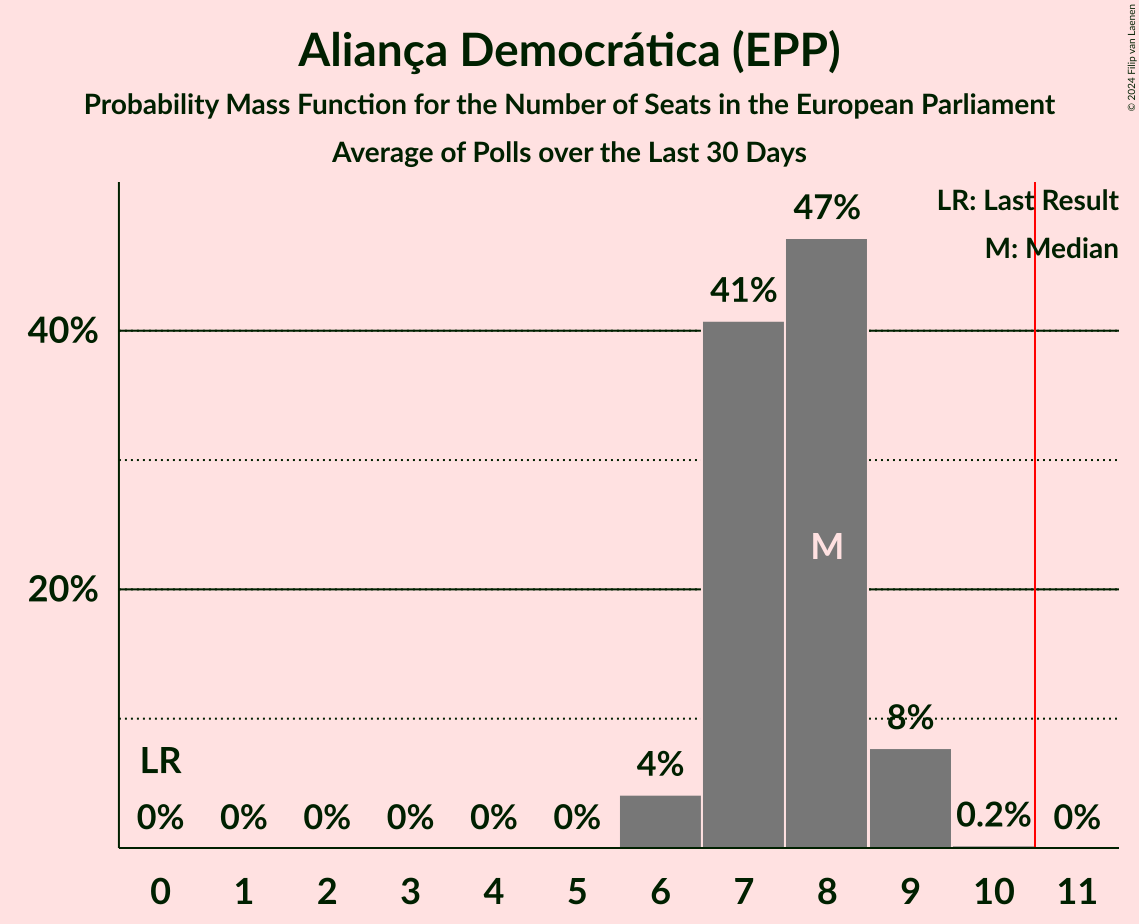 Aliança Democrática (EPP)
Probability Mass Function for the Number of Seats in the European Parliament
Average of Polls over the Last 30 Days
© 2024 Filip van Laenen
LR: Last Result
M: Median
47%
41%
40%
M
20%
8%
LR
4%
0% 0% 0% 0% 0% 0% 0.2% 0%
0 1 2 3 4 5 6 7 8 9 10 11